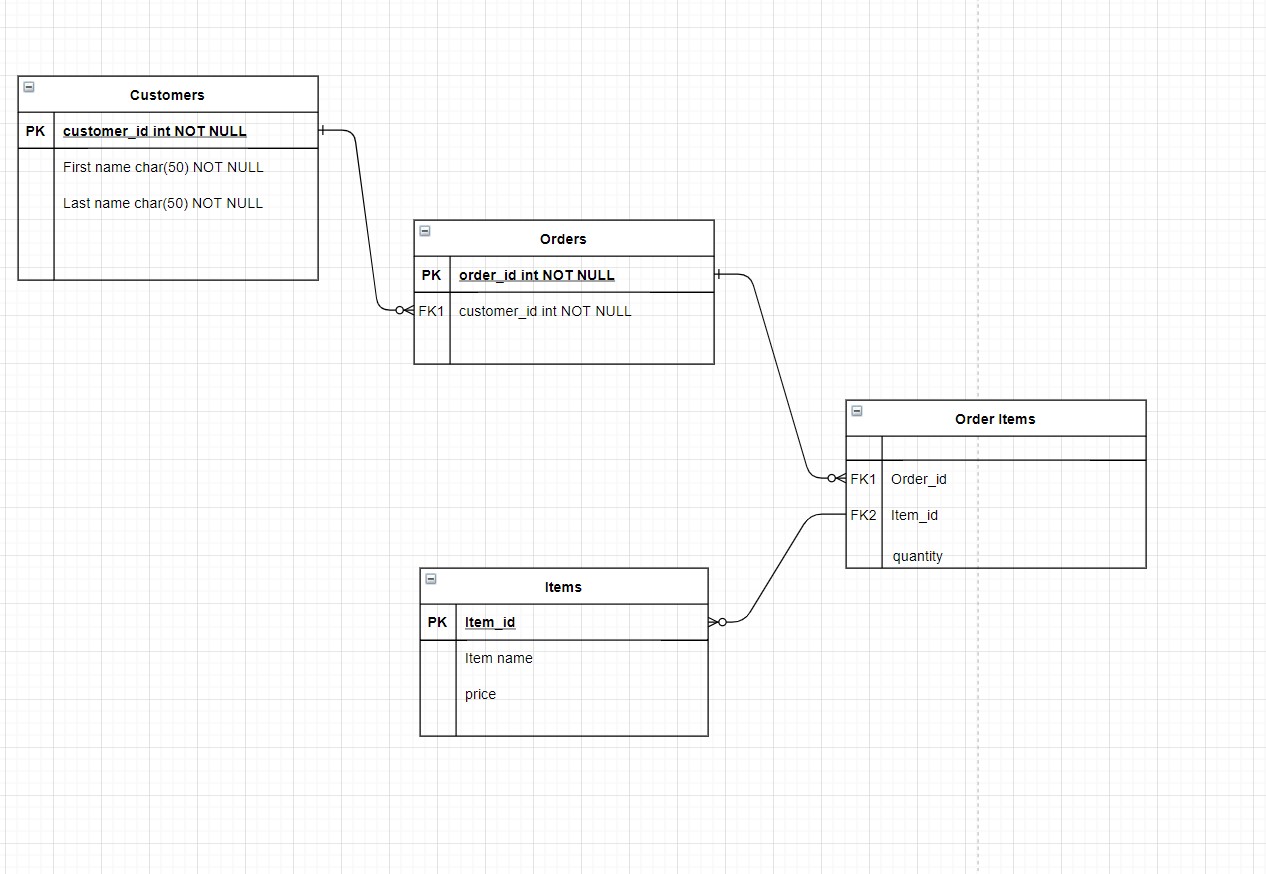 Customers
PK customer_id int NOT NULL
First name char(50) NOT NULL
Last name char(50) NOT NULL
Orders
PK order_id int NOT NULL
FK1 customer_id int NOT NULL
Order Items
FK1 Order_id
FK2 Item_id
quantity
Items
PK Item_id
Item name
price